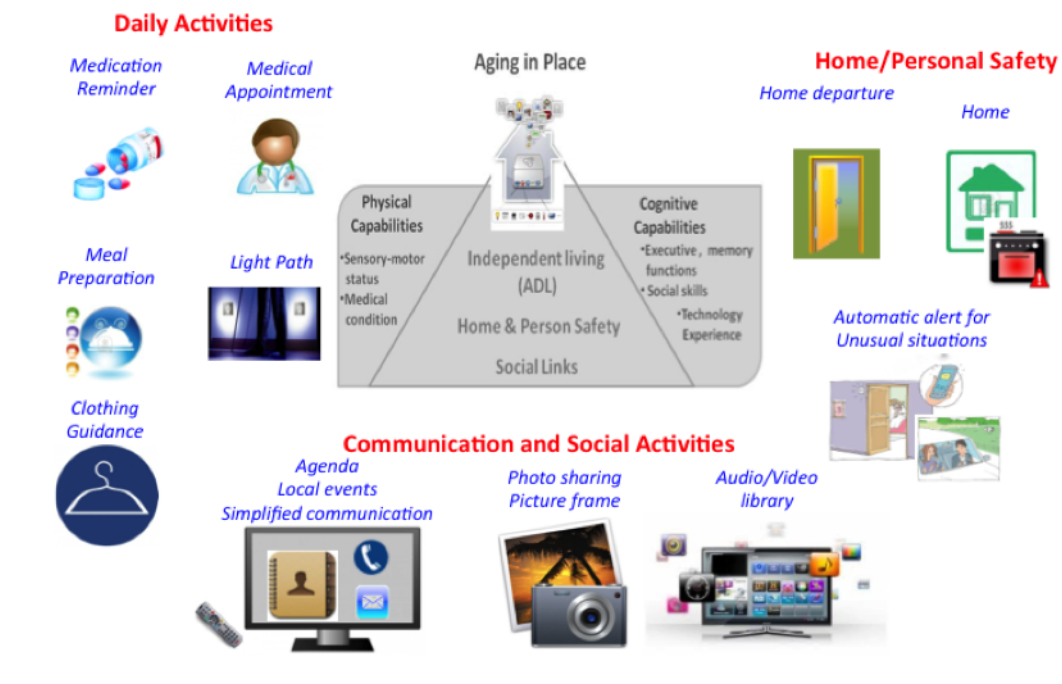 Daily Activities
Medication
Reminder
Medical
Appointment
Meal
Preparation
Light Path
Clothing
Guidance
Aging in Place
Physical
Capabilities
•Sensory-motor
status
•Medical
condition
Independent living
(ADL)
Home & Person Safety
Social Links
Cognitive
Capabilities
•Executive, memory
functions
•Social skills
•Technology
Experience
Home/Personal Safety
Home departure
Home
SSS
Automatic alert for
Unusual situations
Communication and Social Activities
Agenda
Local events
Simplified communication
Photo sharing
Picture frame
Audio/Video
library